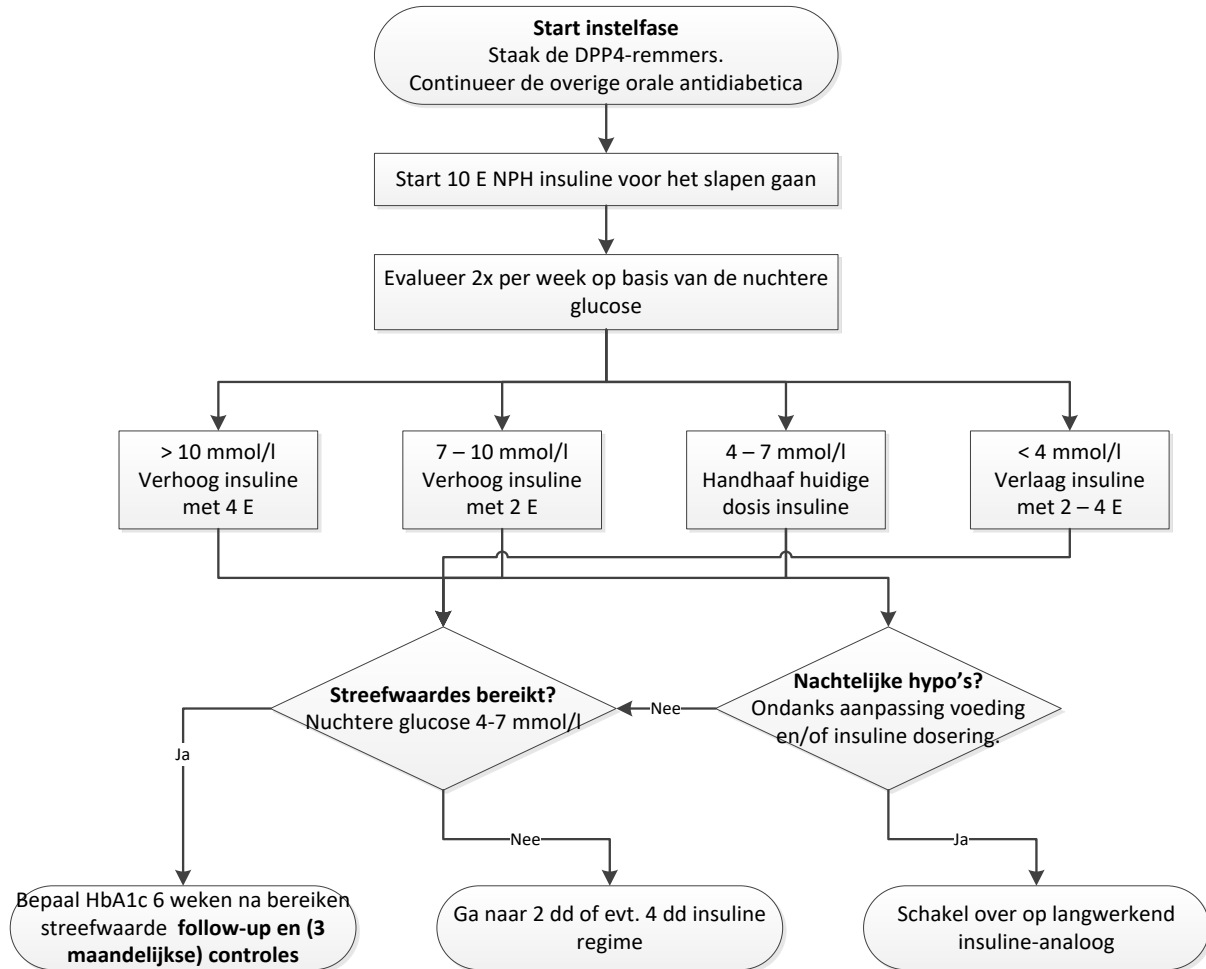 Start instelfase
Staak de DPP4-remmers.
Continueer de overige orale antidiabetica
Start 10 E NPH insuline voor het slapen gaan
Evalueer 2x per week op basis van de nuchtere
glucose
> 10 mmol/l
Verhoog insuline
met 4 E
7 – 10 mmol/l
Verhoog insuline
met 2 E
4 – 7 mmol/l
Handhaaf huidige
dosis insuline
< 4 mmol/l
Verlaag insuline
met 2 – 4 E
Streefwaardes bereikt?
Nuchtere glucose 4-7 mmol/l
Nee
Nachtelijke hypo's?
Ondanks aanpassing voeding
en/of insuline dosering.
Ja
Nee
Ja
Bepaal HbA1c 6 weken na bereiken
streefwaarde follow-up en (3
maandelijkse) controles
Ga naar 2 dd of evt. 4 dd insuline
regime
Schakel over op langwerkend
insuline-analoog